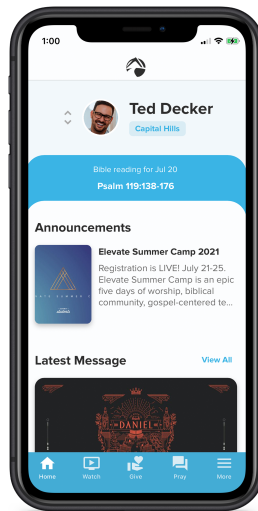 1:00
Ted Decker
Capital Hills
Bible reading for Jul 20
Psalm 119:138-176
Announcements
Elevate Summer Camp 2021
Registration is LIVE! July 21-25.
Elevate Summer Camp is an epic
five days of worship, biblical
community, gospel-centered te...
Latest Message
View All
DANIEL
Home
Watch
Give
Pray
More